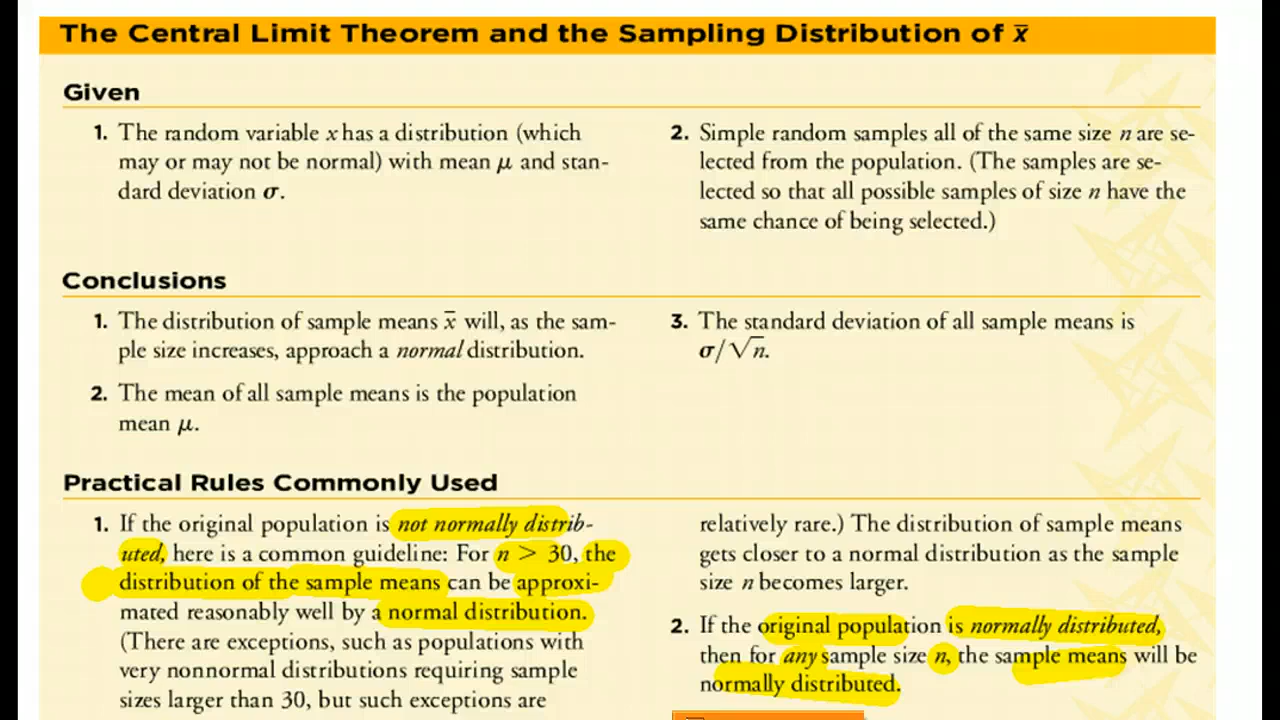 The Central Limit Theorem and the Sampling Distribution of x̄
Given
1. The random variable x has a distribution (which
may or may not be normal) with mean μ and stan-
dard deviation σ.
2. Simple random samples all of the same size n are se-
lected from the population. (The samples are se-
lected so that all possible samples of size n have the
same chance of being selected.)
Conclusions
1. The distribution of sample means x̄ will, as the sam-
ple size increases, approach a normal distribution.
2. The mean of all sample means is the population
mean μ.
3. The standard deviation of all sample means is
σ/√n.
Practical Rules Commonly Used
1. If the original population is not normally distrib-
uted, here is a common guideline: For n > 30, the
distribution of the sample means can be approxi-
mated reasonably well by a normal distribution.
(There are exceptions, such as populations with
very nonnormal distributions requiring sample
sizes larger than 30, but such exceptions are
relatively rare.) The distribution of sample means
gets closer to a normal distribution as the sample
size n becomes larger.
2. If the original population is normally distributed,
then for any sample size n, the sample means will be
normally distributed.